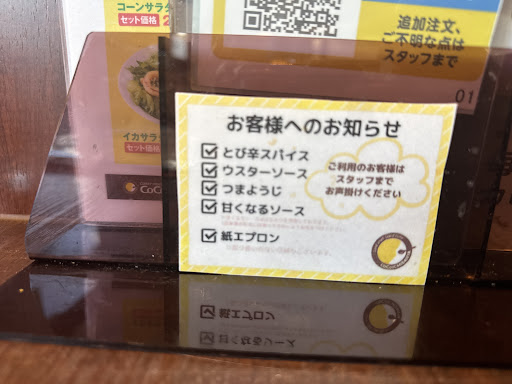 コーンサラダ
セット価格 2
追加注文、
ご不明な点は
スタッフまで
01
イカサラダ
セット価格
CoCo
お客様へのお知らせ
とび辛スパイス
ウスターソース
つまようじ
甘くなるソース
紙エプロン
ご利用のお客様は
スタッフまで
お声掛けください